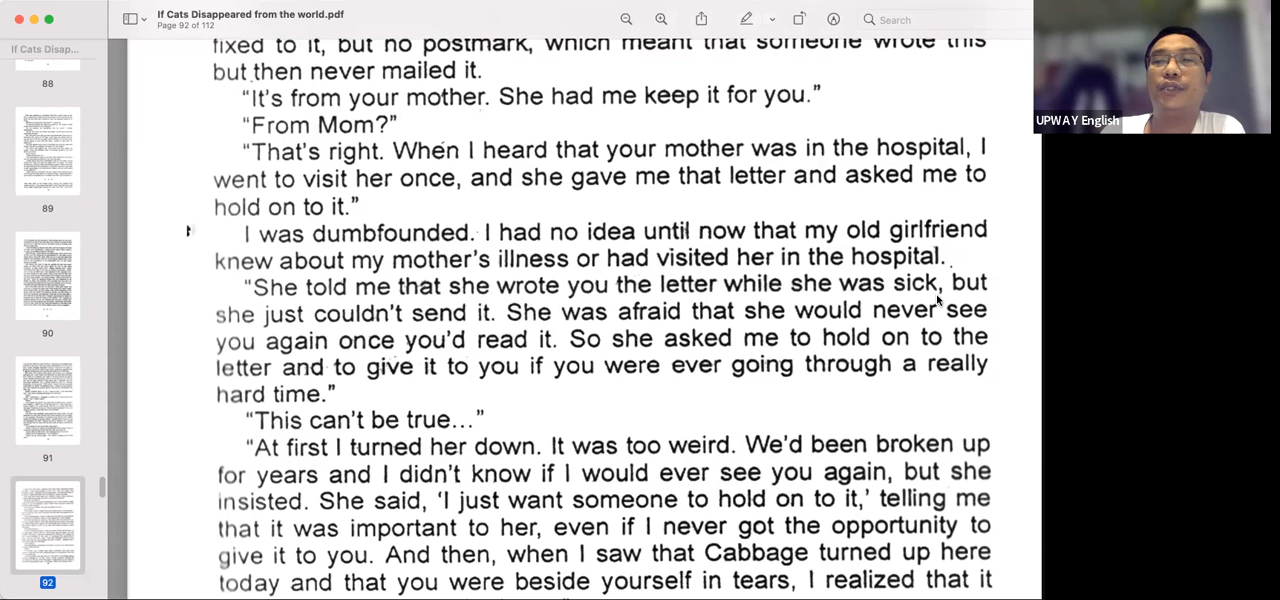 If Cats Disappeared from the world.pdf
Page 92 of 112
Search
If Cats Disap...
88
89
90
91
92
UPWAY English
fixed to it, but no postmark, which meant that someone wrote this
but then never mailed it.
“It’s from your mother. She had me keep it for you.”
“From Mom?”
“That’s right. When I heard that your mother was in the hospital, I
went to visit her once, and she gave me that letter and asked me to
hold on to it.”
I was dumbfounded. I had no idea until now that my old girlfriend
knew about my mother’s illness or had visited her in the hospital.
“She told me that she wrote you the letter while she was sick, but
she just couldn’t send it. She was afraid that she would never see
you again once you’d read it. So she asked me to hold on to the
letter and to give it to you if you were ever going through a really
hard time.”
“This can’t be true...”
“At first I turned her down. It was too weird. We’d been broken up
for years and I didn’t know if I would ever see you again, but she
insisted. She said, ‘I just want someone to hold on to it,’ telling me
that it was important to her, even if I never got the opportunity to
give it to you. And then, when I saw that Cabbage turned up here
today and that you were beside yourself in tears, I realized that it